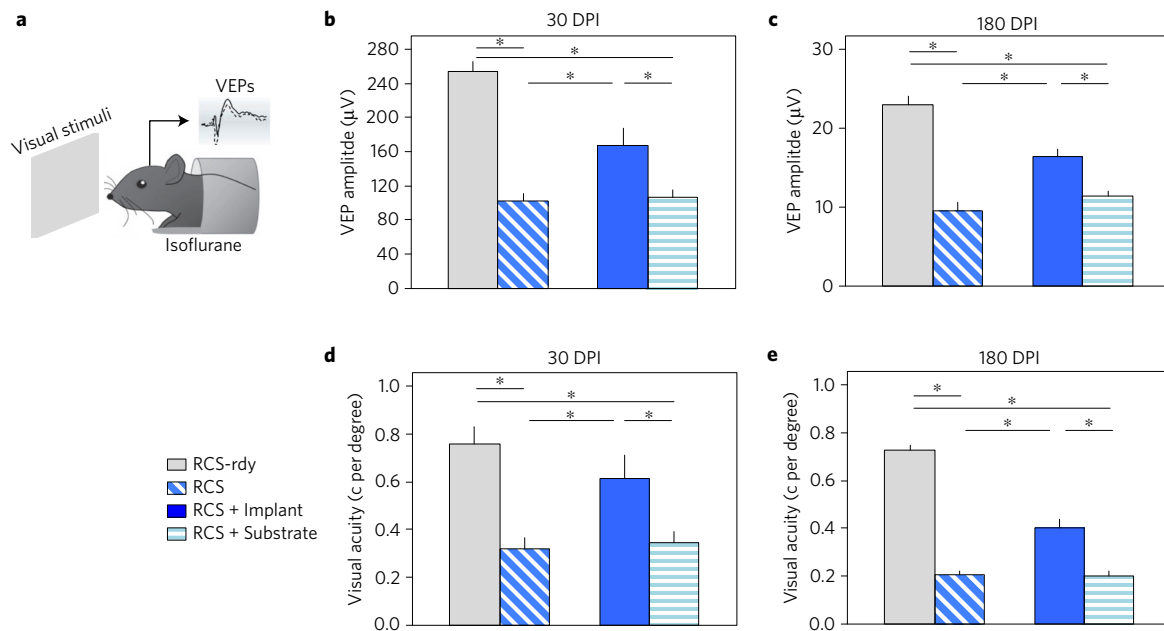 a
Visual stimuli
VEPs
Isoflurane
b
30 DPI
VEP amplitde (μV)
280
240
200
160
120
80
40
0
* * * *
c
180 DPI
VEP amplitude (μV)
30
20
10
0
* * * *
d
30 DPI
Visual acuity (c per degree)
1.0
0.8
0.6
0.4
0.2
0.0
* * * *
e
180 DPI
Visual acuity (c per degree)
1.0
0.8
0.6
0.4
0.2
0.0
* * * *
RCS-rdy
RCS
RCS + Implant
RCS + Substrate